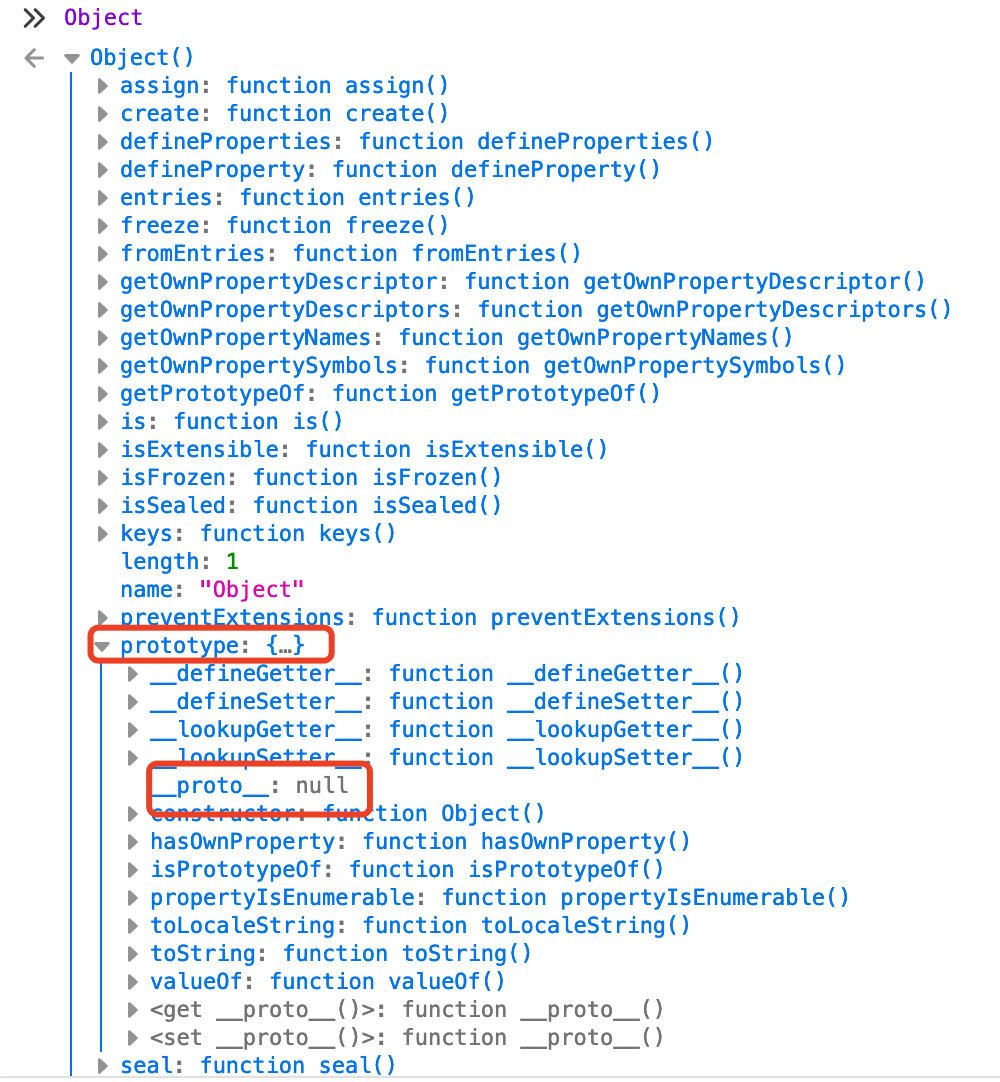 Object
Object()
assign: function assign()
create: function create()
defineProperties: function defineProperties()
defineProperty: function defineProperty()
entries: function entries()
freeze: function freeze()
fromEntries: function fromEntries()
getOwnPropertyDescriptor: function getOwnPropertyDescriptor()
getOwnPropertyDescriptors: function getOwnPropertyDescriptors()
getOwnPropertyNames: function getOwnPropertyNames()
getOwnPropertySymbols: function getOwnPropertySymbols()
getPrototypeOf: function getPrototypeOf()
is: function is()
isExtensible: function isExtensible()
isFrozen: function isFrozen()
isSealed: function isSealed()
keys: function keys()
length: 1
name: "Object"
preventExtensions: function preventExtensions()
prototype: {…}
__defineGetter__: function __defineGetter__()
__defineSetter__: function __defineSetter__()
__lookupGetter__: function __lookupGetter__()
__lookupSetter__: function __lookupSetter__()
__proto__: null
constructor: function Object()
hasOwnProperty: function hasOwnProperty()
isPrototypeOf: function isPrototypeOf()
propertyIsEnumerable: function propertyIsEnumerable()
toLocaleString: function toLocaleString()
toString: function toString()
valueOf: function valueOf()
<get __proto__()>: function __proto__()
<set __proto__()>: function __proto__()
seal: function seal()